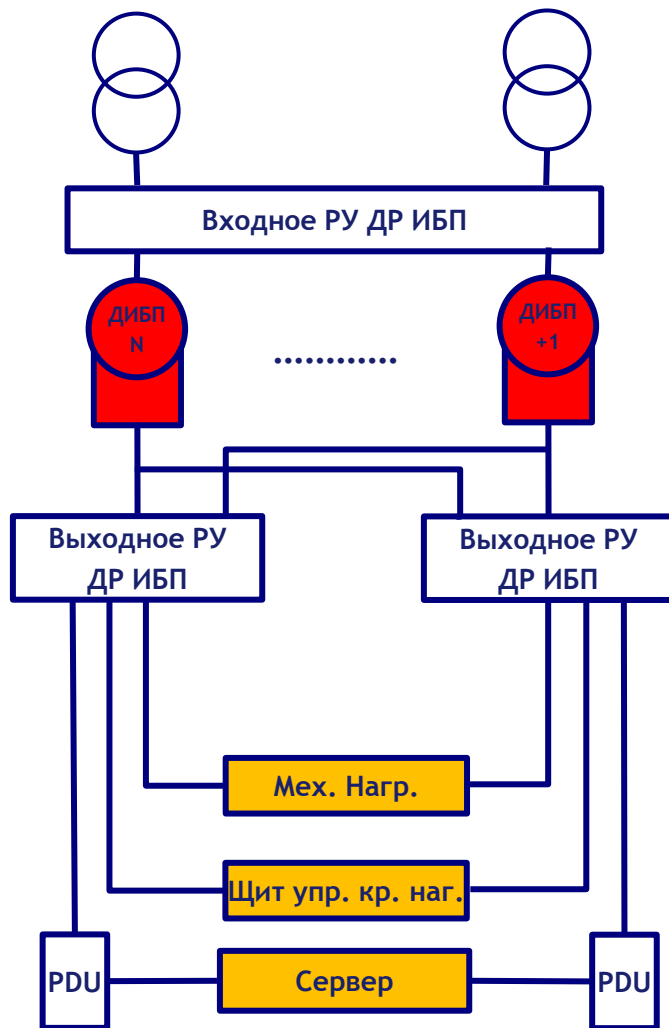 Входное РУ ДР ИБП
ДИБП
N
............
ДИБП
+1
Выходное РУ
ДР ИБП
Выходное РУ
ДР ИБП
Мех. Нагр.
Щит упр. кр. наг.
PDU
Сервер
PDU